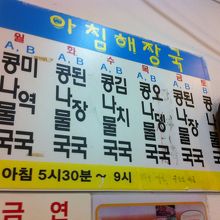 아침해장국
월 화 수 목 금 토
A, B A, B A, B A, B A, B
콩나물국 미역국
콩나물국 된장국
콩나물국 김치국
콩나물국 오뎅국
콩나물국 된장국
아침 5시30분 ~ 9시
금연